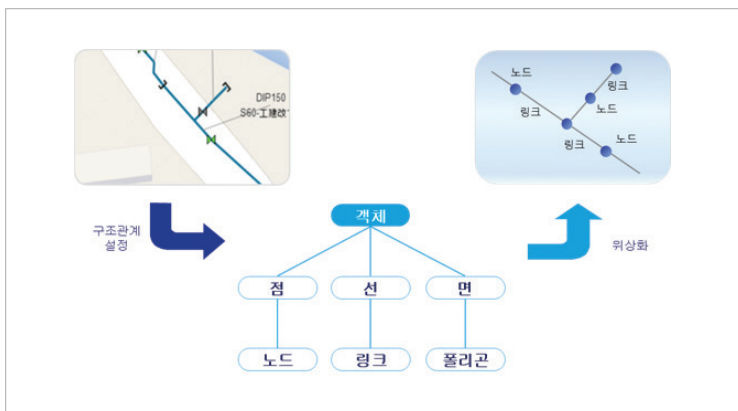 DIP150
S60-工建改
노드
링크
노드
링크
링크
노드
구조관계
설정
객체
위상화
점
선
면
노드
링크
폴리곤